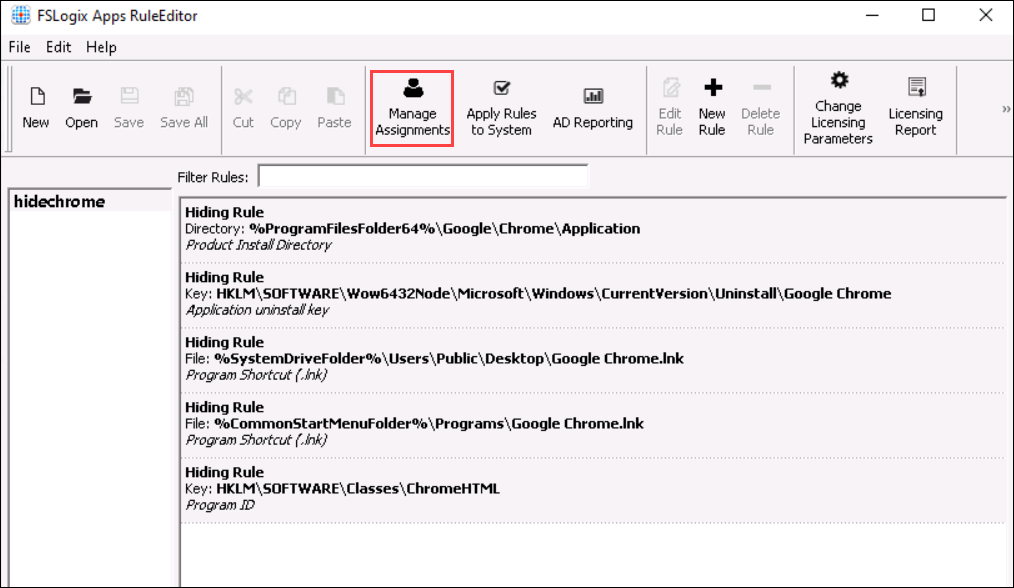 FSLogix Apps RuleEditor
File Edit Help
New Open Save Save All Cut Copy Paste
Manage
Assignments
Apply Rules
to System
AD Reporting
Edit
Rule
New
Rule
Delete
Rule
Change
Licensing
Parameters
Licensing
Report
»
Filter Rules:
hidechrome
Hiding Rule
Directory: %ProgramFilesFolder64%\Google\Chrome\Application
Product Install Directory
Hiding Rule
Key: HKLM\SOFTWARE\Wow6432Node\Microsoft\Windows\CurrentVersion\Uninstall\Google Chrome
Application uninstall key
Hiding Rule
File: %SystemDriveFolder%\Users\Public\Desktop\Google Chrome.lnk
Program Shortcut (.lnk)
Hiding Rule
File: %CommonStartMenuFolder%\Programs\Google Chrome.lnk
Program Shortcut (.lnk)
Hiding Rule
Key: HKLM\SOFTWARE\Classes\ChromeHTML
Program ID